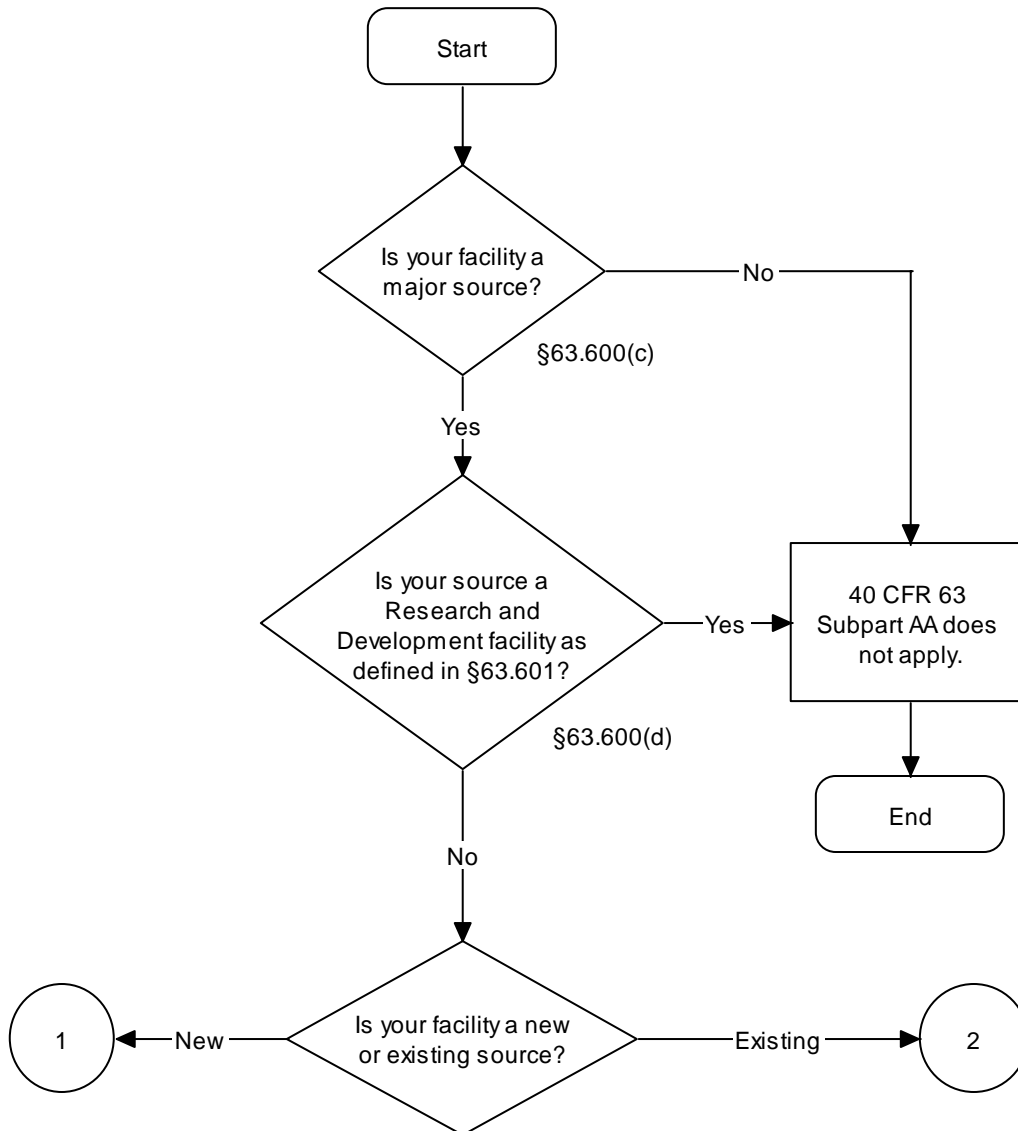 Start
Is your facility a
major source?
No
§63.600(c)
Yes
Is your source a
Research and
Development facility as
defined in §63.601?
Yes
40 CFR 63
Subpart AA does
not apply.
§63.600(d)
End
No
1
New
Is your facility a new
or existing source?
Existing
2